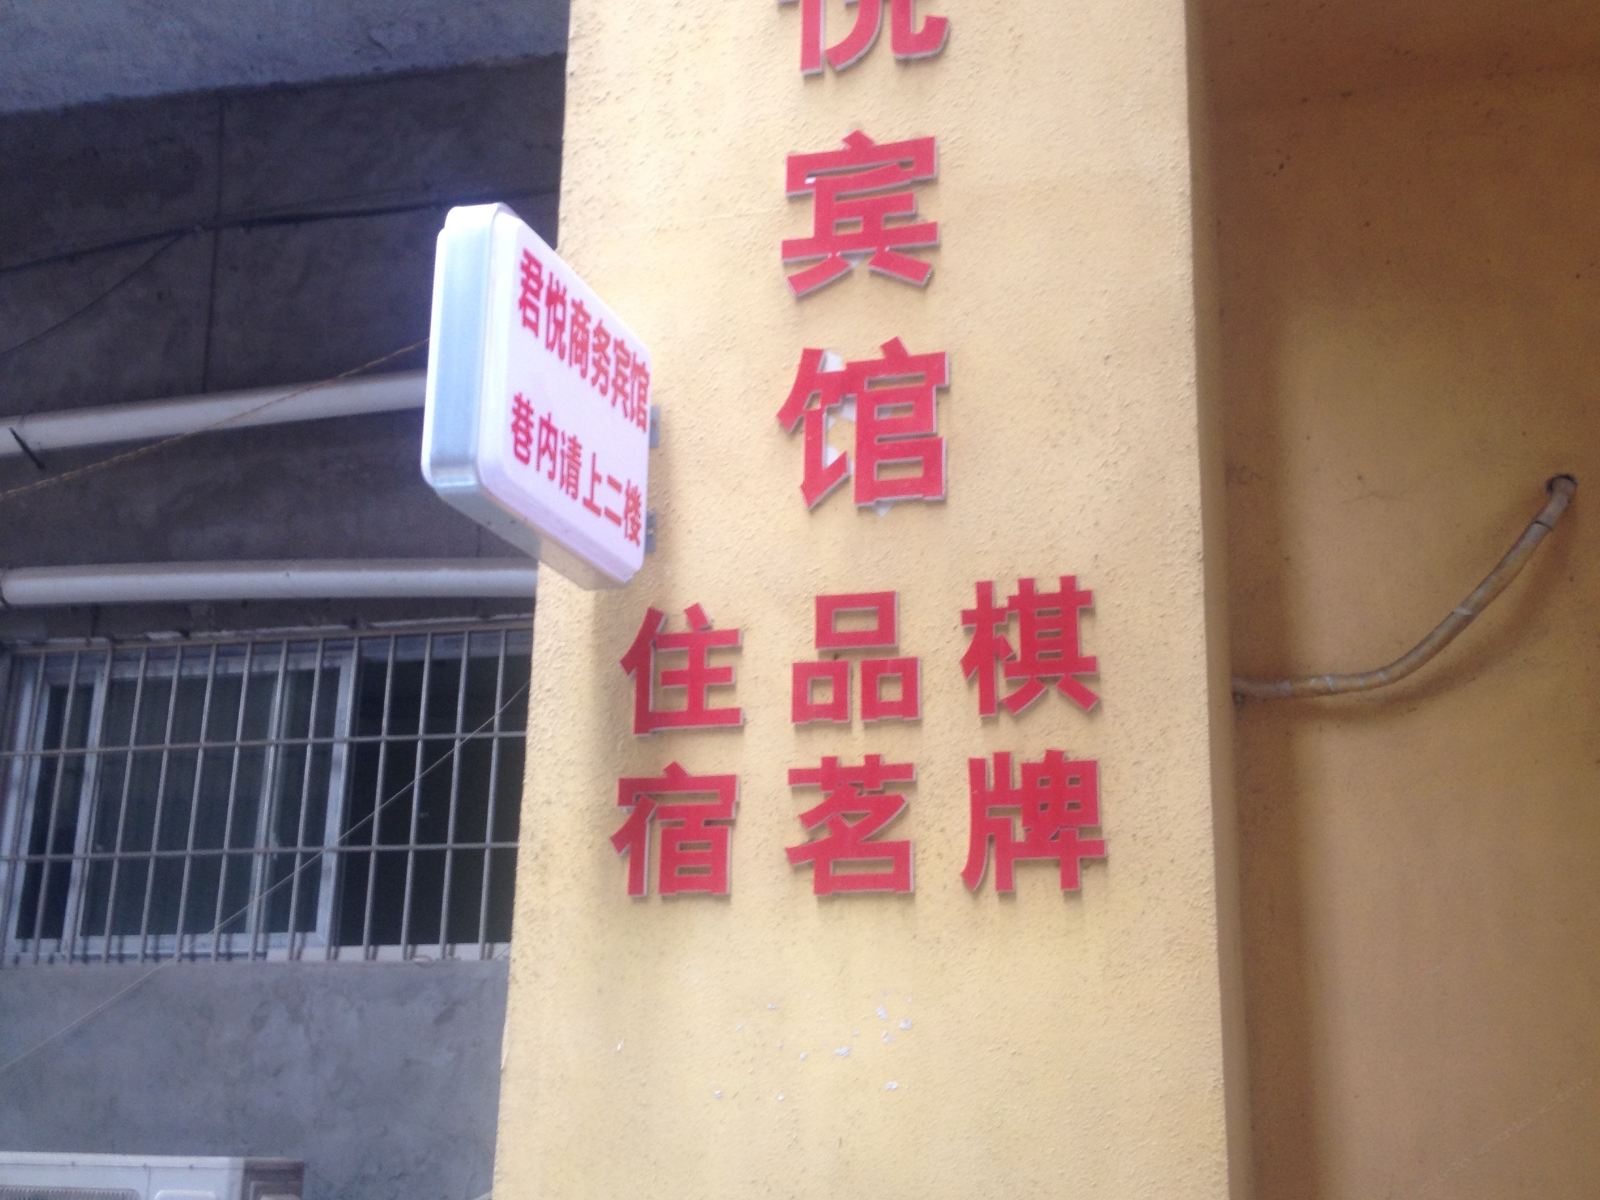 悦宾馆
君悦商务宾馆
巷内请上二楼
住宿
品茗
棋牌